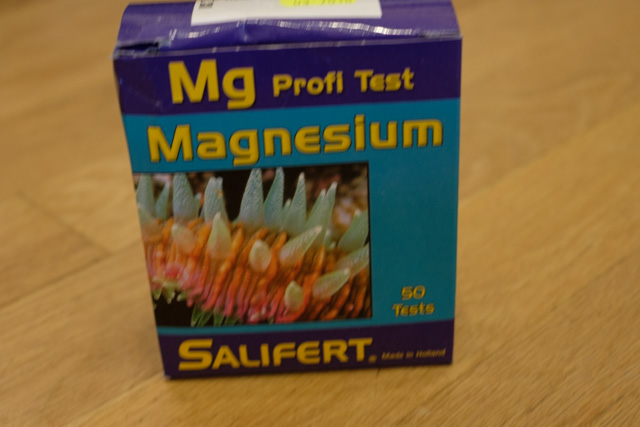 Mg Profi Test
Magnesium
50
Tests
SALIFERT® Made in Holland